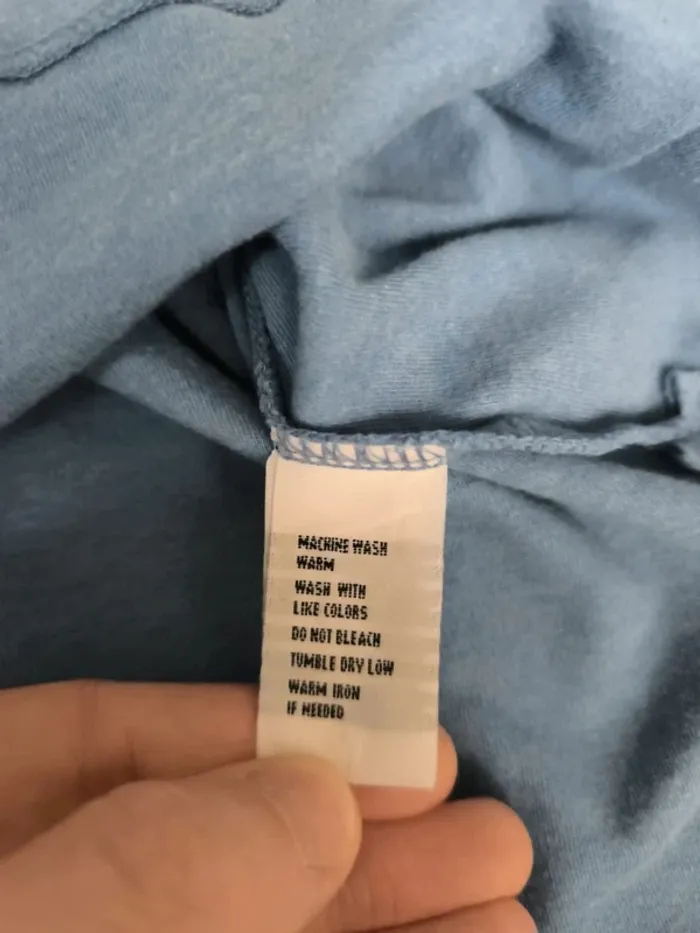 MACHINE WASH
WARM
WASH WITH
LIKE COLORS
DO NOT BLEACH
TUMBLE DRY LOW
WARM IRON
IF NEEDED